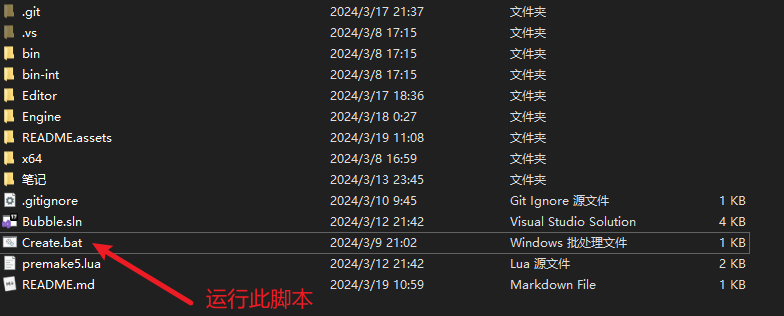 .git 2024/3/17 21:37 文件夹
.vs 2024/3/8 17:15 文件夹
bin 2024/3/8 17:15 文件夹
bin-int 2024/3/8 17:15 文件夹
Editor 2024/3/17 18:36 文件夹
Engine 2024/3/18 0:27 文件夹
README.assets 2024/3/19 11:08 文件夹
x64 2024/3/8 16:59 文件夹
笔记 2024/3/13 23:45 文件夹
.gitignore 2024/3/10 9:45 Git Ignore 源文件 1 KB
Bubble.sln 2024/3/12 21:42 Visual Studio Solution 4 KB
Create.bat 2024/3/9 21:02 Windows 批处理文件 1 KB
premake5.lua 2024/3/12 21:42 Lua 源文件 2 KB
README.md 2024/3/19 10:59 Markdown File 1 KB
运行此脚本